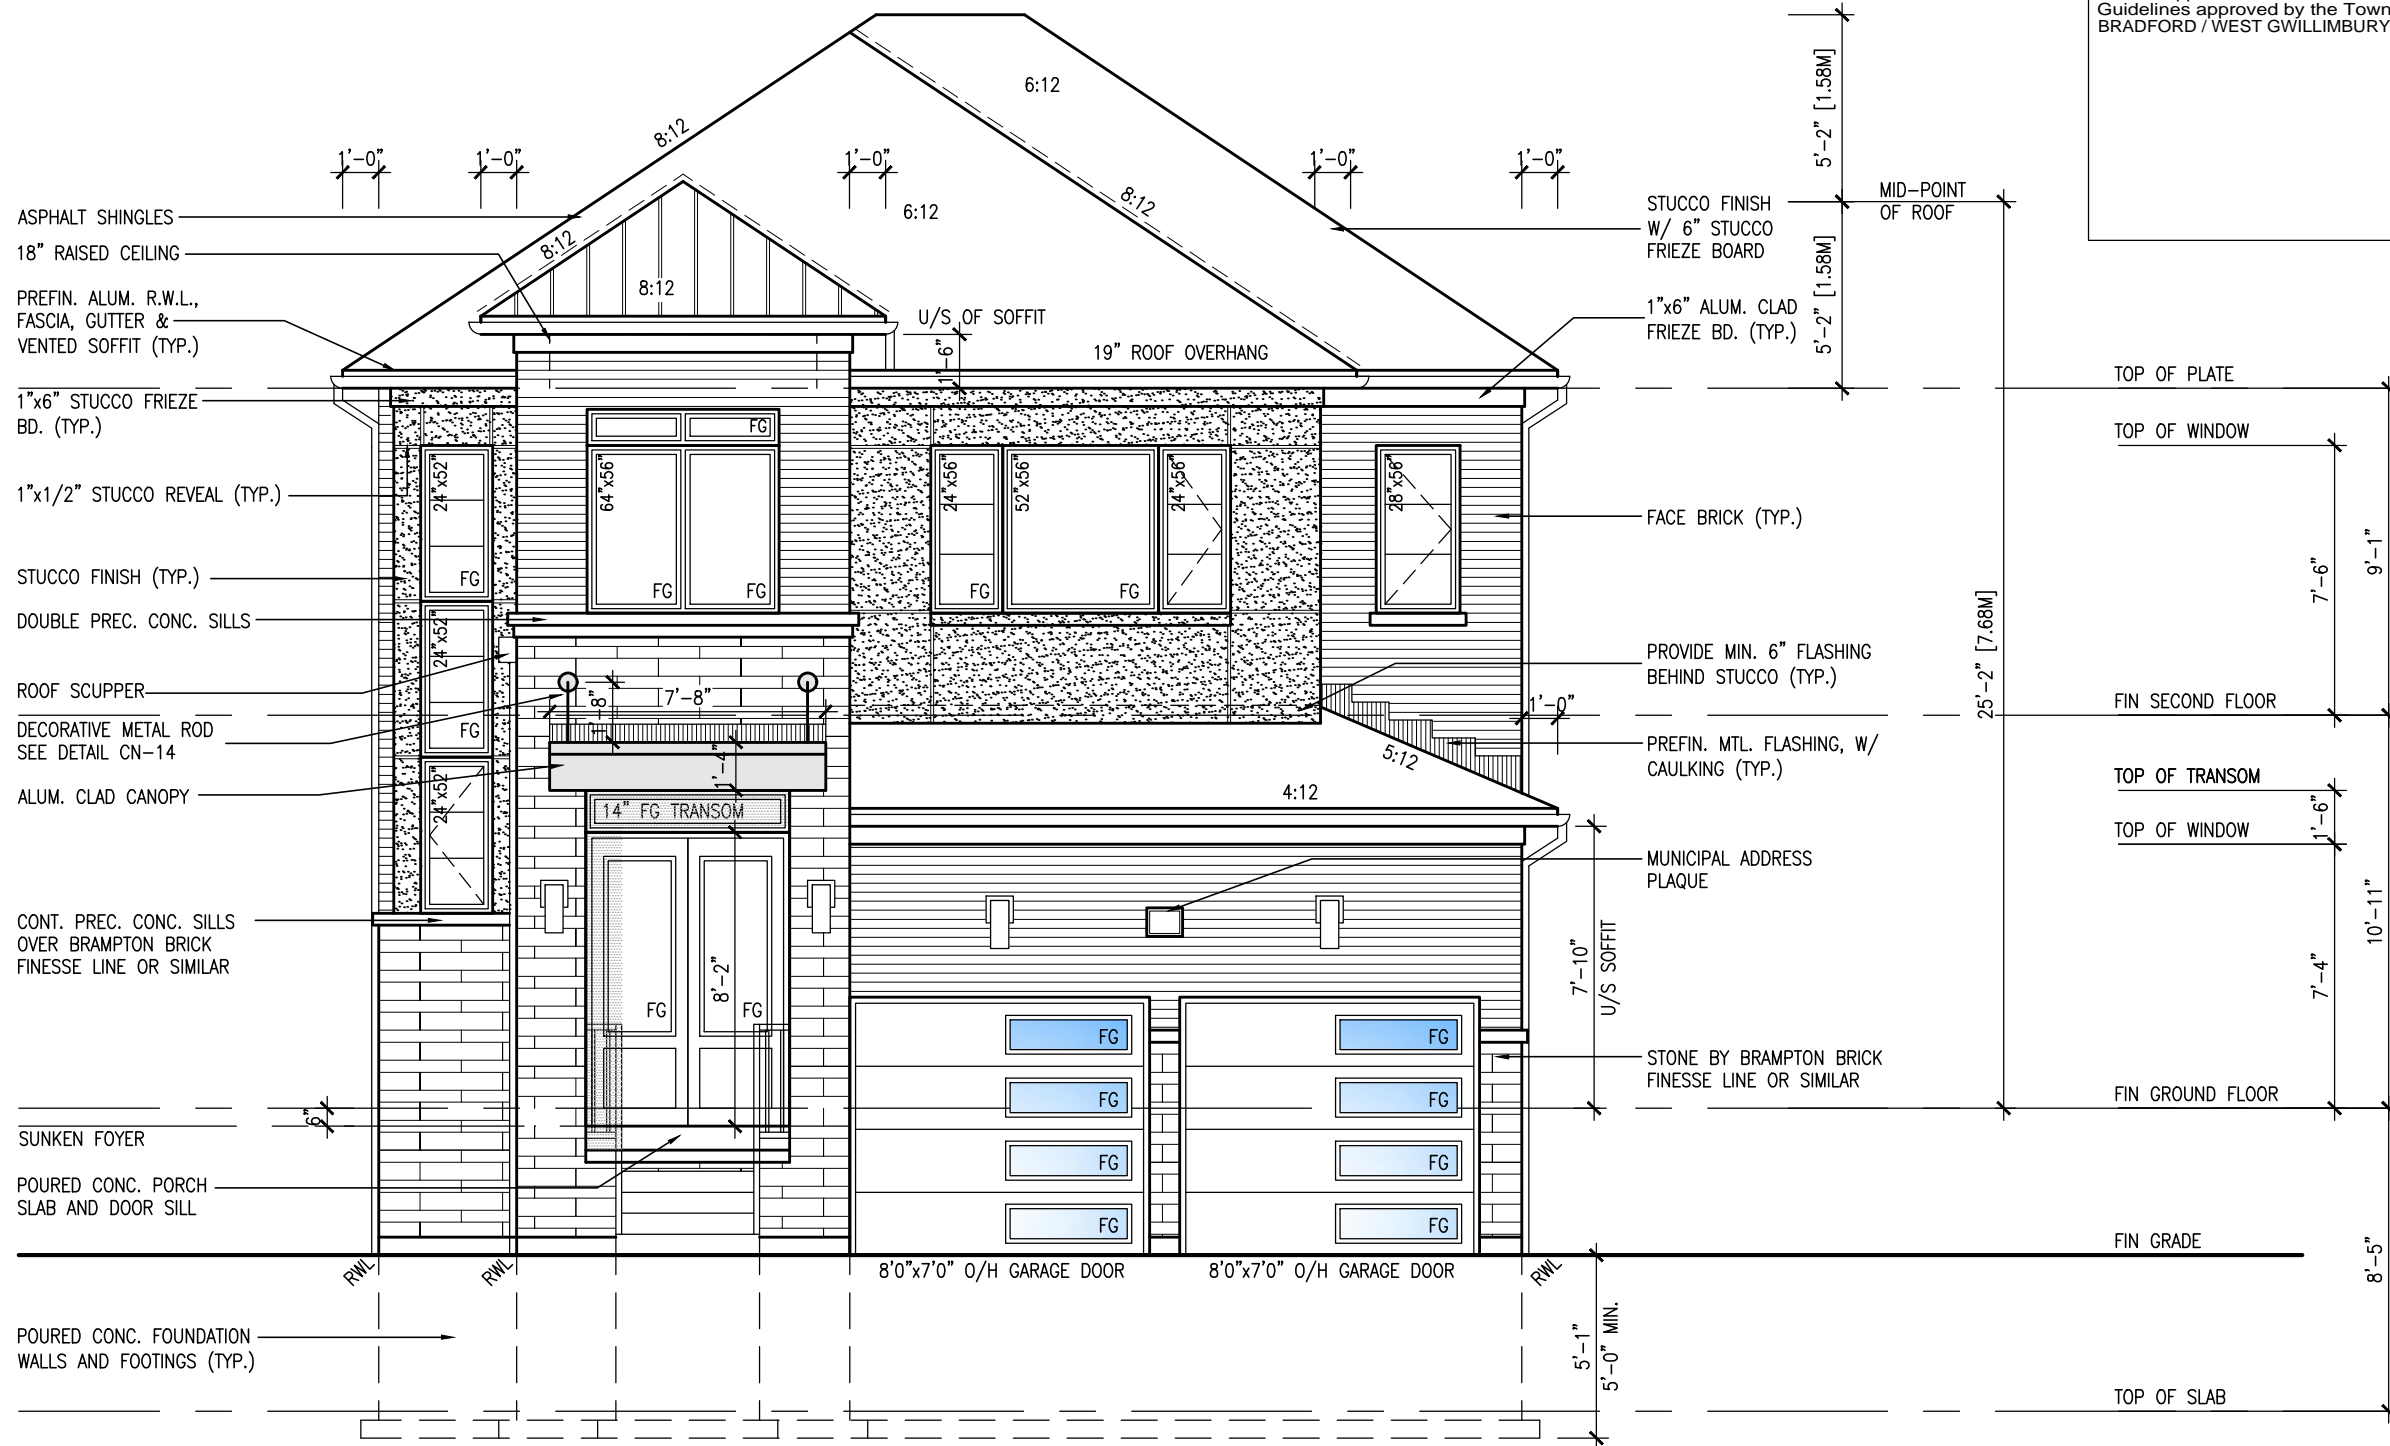 Guidelines approved by the Town
BRADFORD / WEST GWILLIMBURY
6:12
8:12
5'-2" [1.58M]
1'-0"
1'-0"
1'-0"
1'-0"
1'-0"
ASPHALT SHINGLES
8:12
6:12
8:12
STUCCO FINISH
W/ 6" STUCCO
FRIEZE BOARD
MID-POINT
OF ROOF
18" RAISED CEILING
8:12
5'-2" [1.58M]
PREFIN. ALUM. R.W.L.,
FASCIA, GUTTER &
VENTED SOFFIT (TYP.)
U/S OF SOFFIT
1'-6"
19" ROOF OVERHANG
1"x6" ALUM. CLAD
FRIEZE BD. (TYP.)
TOP OF PLATE
1"x6" STUCCO FRIEZE
BD. (TYP.)
FG
TOP OF WINDOW
24"x52"
64"x56"
24"x56"
52"x56"
24"x56"
28"x56"
1"x1/2" STUCCO REVEAL (TYP.)
FACE BRICK (TYP.)
9'-1"
7'-6"
STUCCO FINISH (TYP.)
FG
FG
FG
FG
FG
DOUBLE PREC. CONC. SILLS
24"x52"
25'-2" [7.68M]
PROVIDE MIN. 6" FLASHING
BEHIND STUCCO (TYP.)
ROOF SCUPPER
7'-8"
1'-8"
1'-0"
FIN SECOND FLOOR
DECORATIVE METAL ROD
SEE DETAIL CN-14
FG
PREFIN. MTL. FLASHING, W/
CAULKING (TYP.)
5:12
1'-4"
TOP OF TRANSOM
ALUM. CLAD CANOPY
24"x52"
4:12
14" FG TRANSOM
1'-6"
TOP OF WINDOW
MUNICIPAL ADDRESS
PLAQUE
10'-11"
CONT. PREC. CONC. SILLS
OVER BRAMPTON BRICK
FINESSE LINE OR SIMILAR
8'-2"
7'-10"
U/S SOFFIT
7'-4"
FG
FG
FG
FG
STONE BY BRAMPTON BRICK
FINESSE LINE OR SIMILAR
FG
FG
FIN GROUND FLOOR
6"
SUNKEN FOYER
FG
FG
POURED CONC. PORCH
SLAB AND DOOR SILL
FG
FG
FIN GRADE
RWL
RWL
8'0"x7'0" O/H GARAGE DOOR
8'0"x7'0" O/H GARAGE DOOR
RWL
8'-5"
POURED CONC. FOUNDATION
WALLS AND FOOTINGS (TYP.)
5'-1"
5'-0" MIN.
TOP OF SLAB